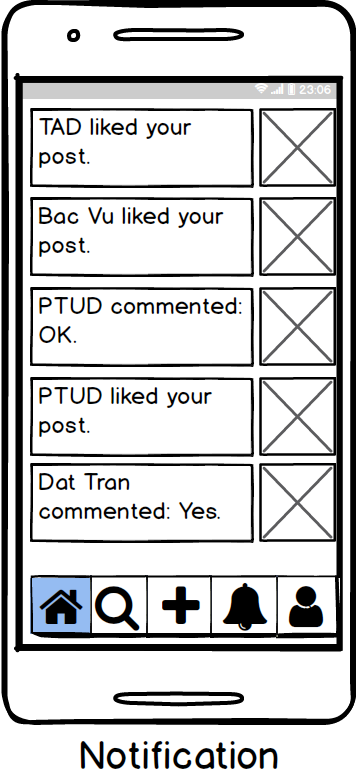 23:06
TAD liked your
post.
Bac Vu liked your
post.
PTUD commented:
OK.
PTUD liked your
post.
Dat Tran
commented: Yes.
Notification